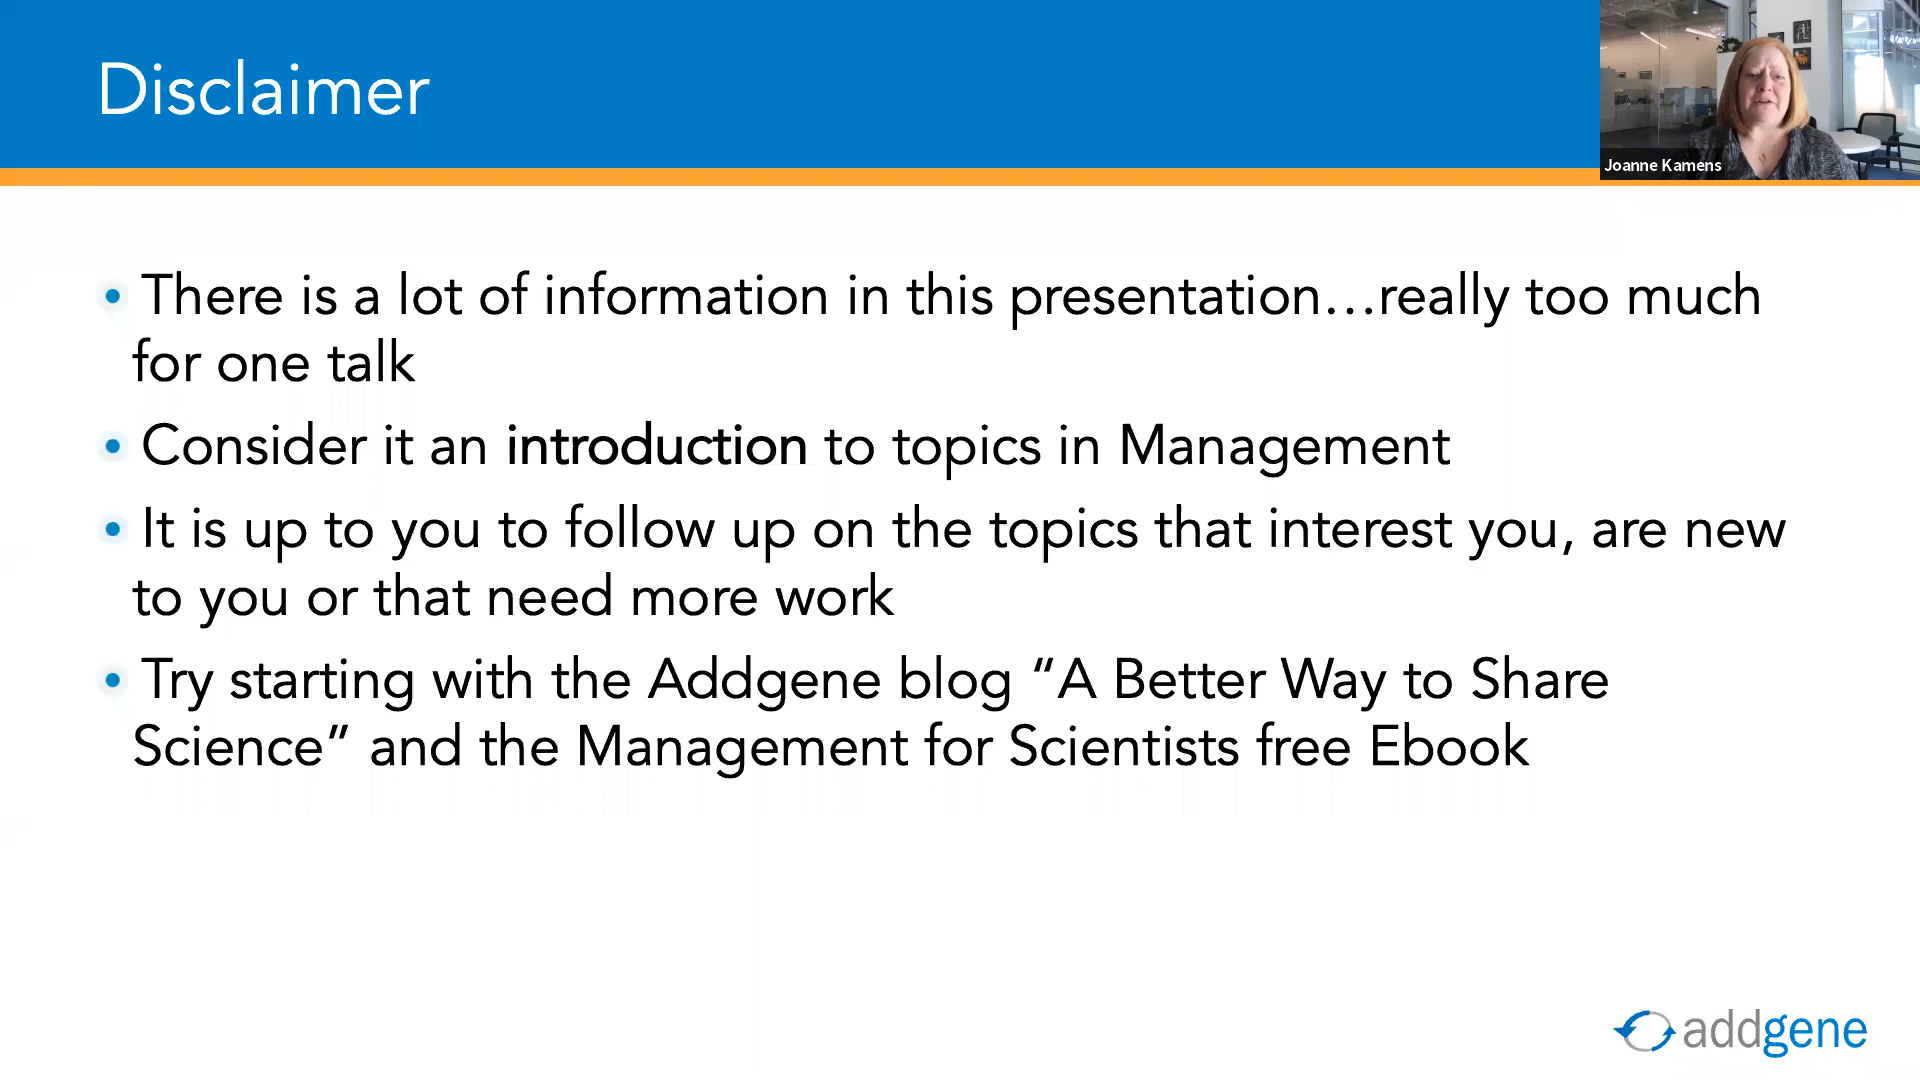 Disclaimer
Joanne Kamens
• There is a lot of information in this presentation…really too much
for one talk
• Consider it an introduction to topics in Management
• It is up to you to follow up on the topics that interest you, are new
to you or that need more work
• Try starting with the Addgene blog “A Better Way to Share
Science” and the Management for Scientists free Ebook
addgene